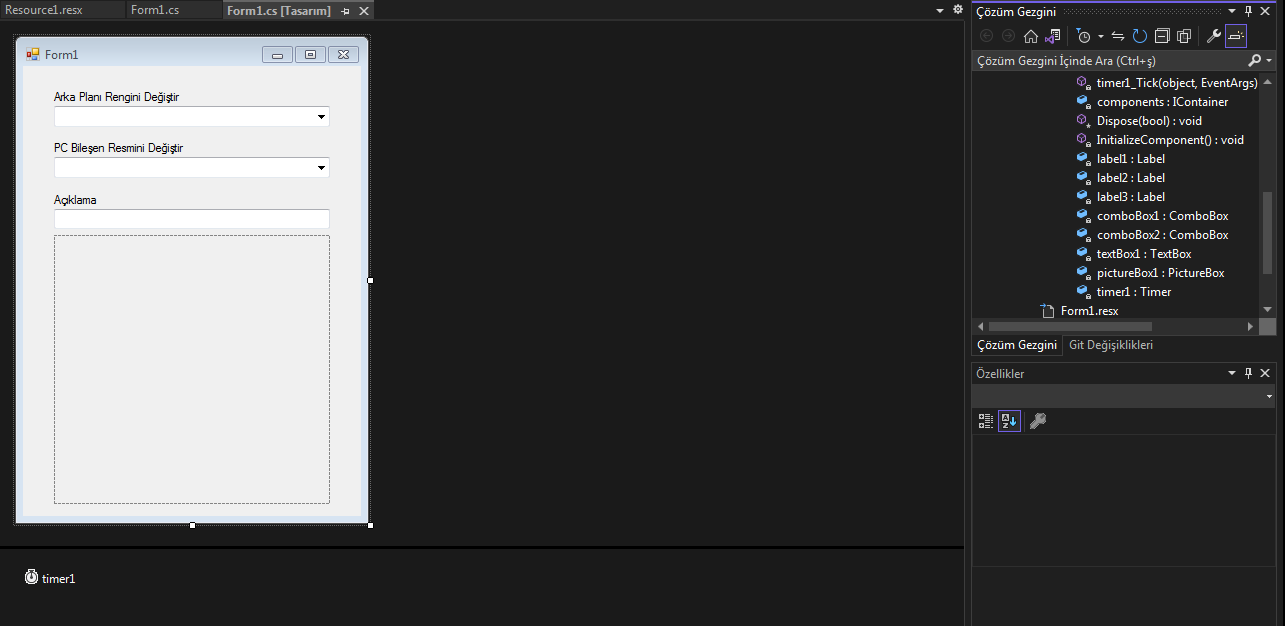 Resource1.resx Form1.cs Form1.cs [Tasarım]
Form1
Arka Planı Rengini Değiştir
PC Bileşen Resmini Değiştir
Açıklama
timer1
Çözüm Gezgini
Çözüm Gezgini İçinde Ara (Ctrl+ş)
timer1_Tick(object, EventArgs)
components : IContainer
Dispose(bool) : void
InitializeComponent() : void
label1 : Label
label2 : Label
label3 : Label
comboBox1 : ComboBox
comboBox2 : ComboBox
textBox1 : TextBox
pictureBox1 : PictureBox
timer1 : Timer
Form1.resx
Çözüm Gezgini Git Değişiklikleri
Özellikler